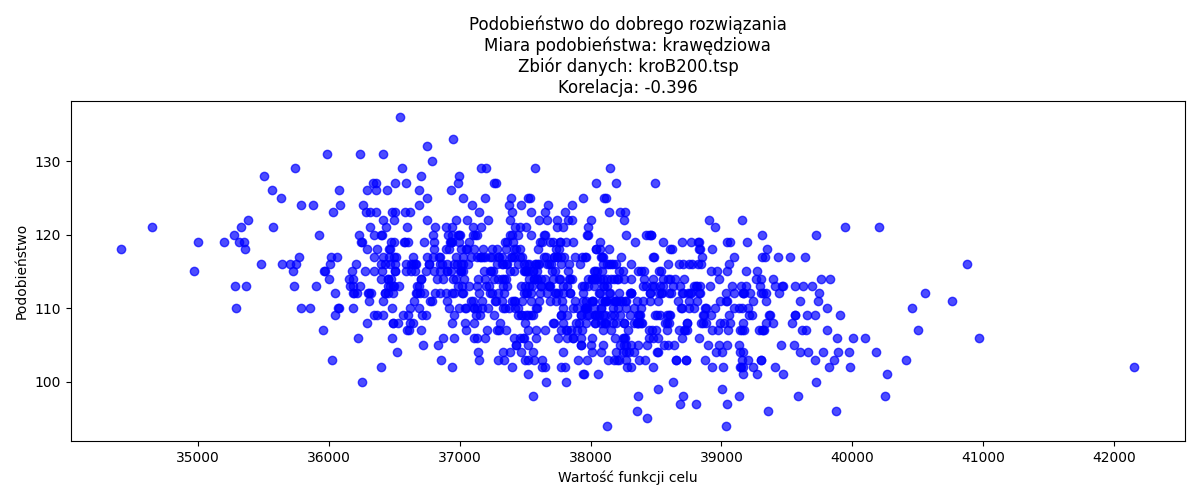 Podobieństwo do dobrego rozwiązania
Miara podobieństwa: krawędziowa
Zbiór danych: kroB200.tsp
Korelacja: -0.396
130
120
110
100
Podobieństwo
35000 36000 37000 38000 39000 40000 41000 42000
Wartość funkcji celu